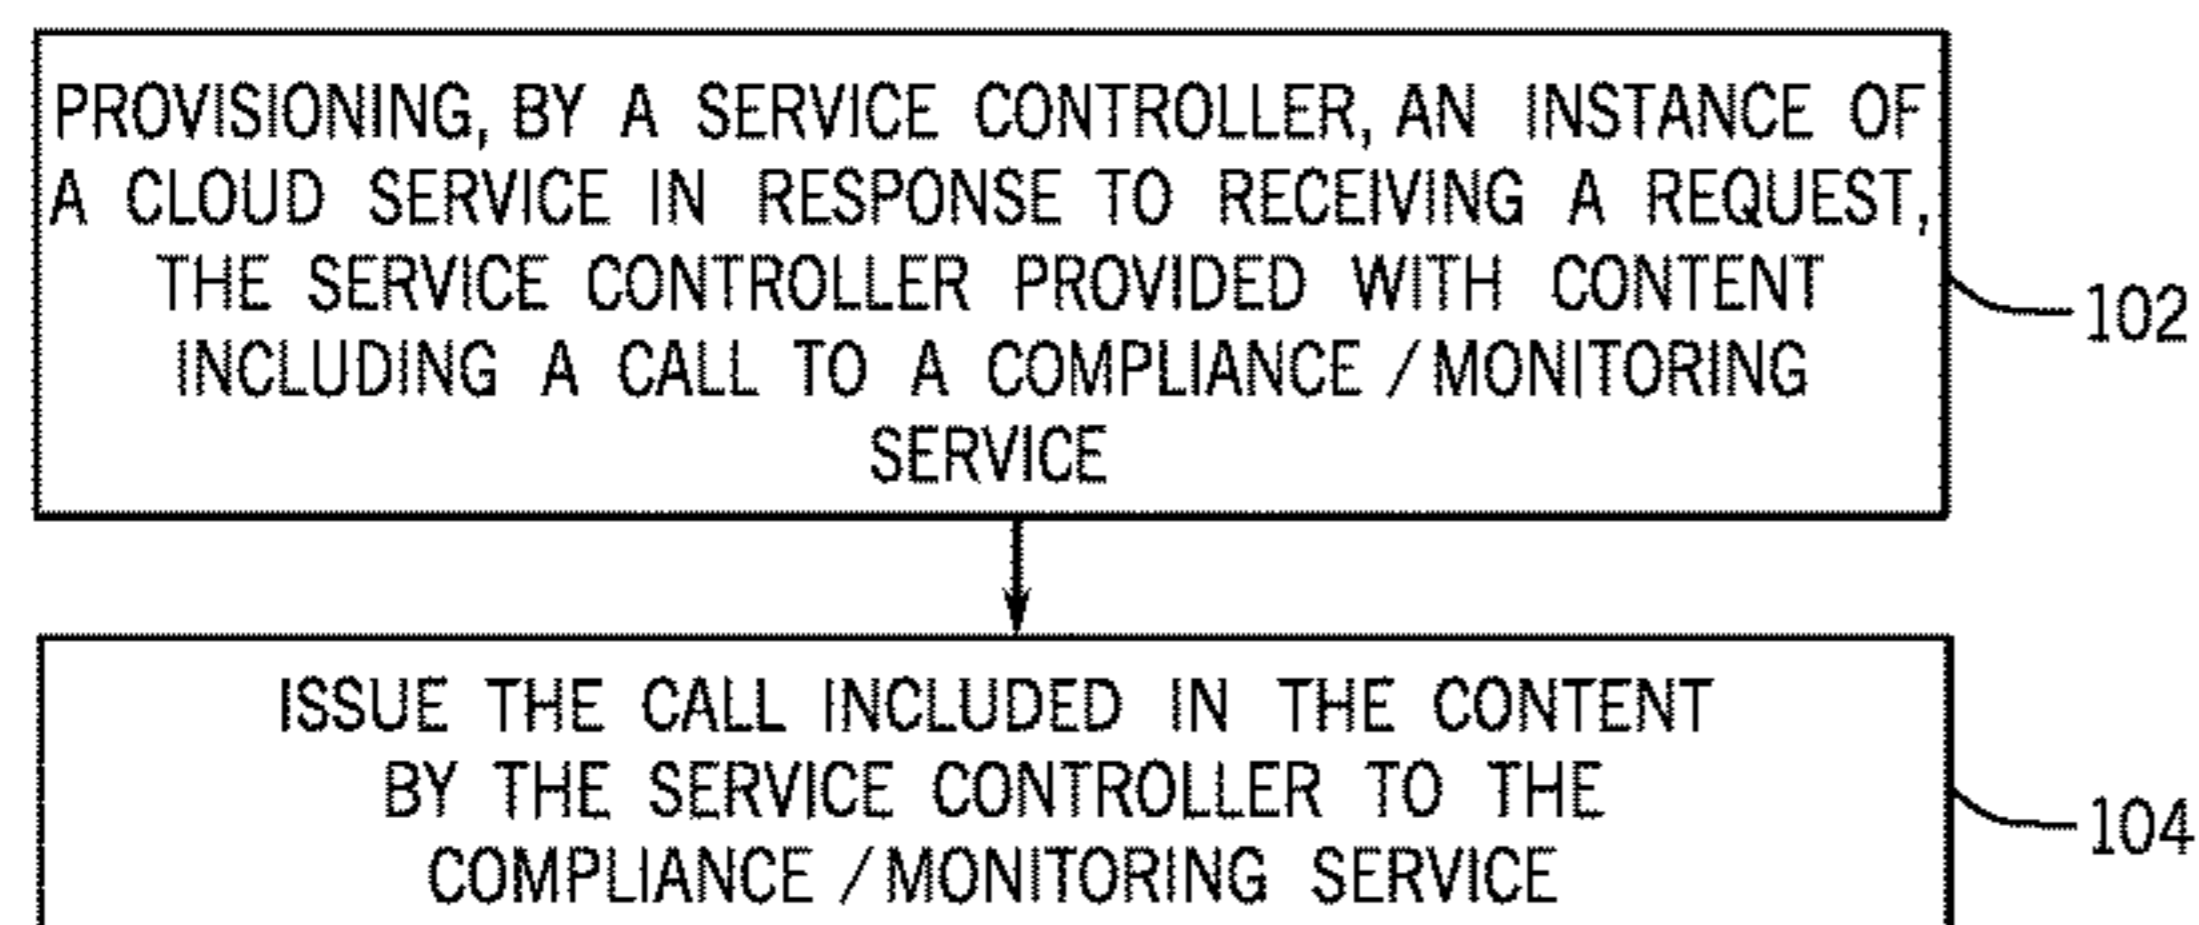 PROVISIONING, BY A SERVICE CONTROLLER, AN INSTANCE OF
A CLOUD SERVICE IN RESPONSE TO RECEIVING A REQUEST,
THE SERVICE CONTROLLER PROVIDED WITH CONTENT
INCLUDING A CALL TO A COMPLIANCE / MONITORING
SERVICE
102
ISSUE THE CALL INCLUDED IN THE CONTENT
BY THE SERVICE CONTROLLER TO THE
COMPLIANCE / MONITORING SERVICE
104